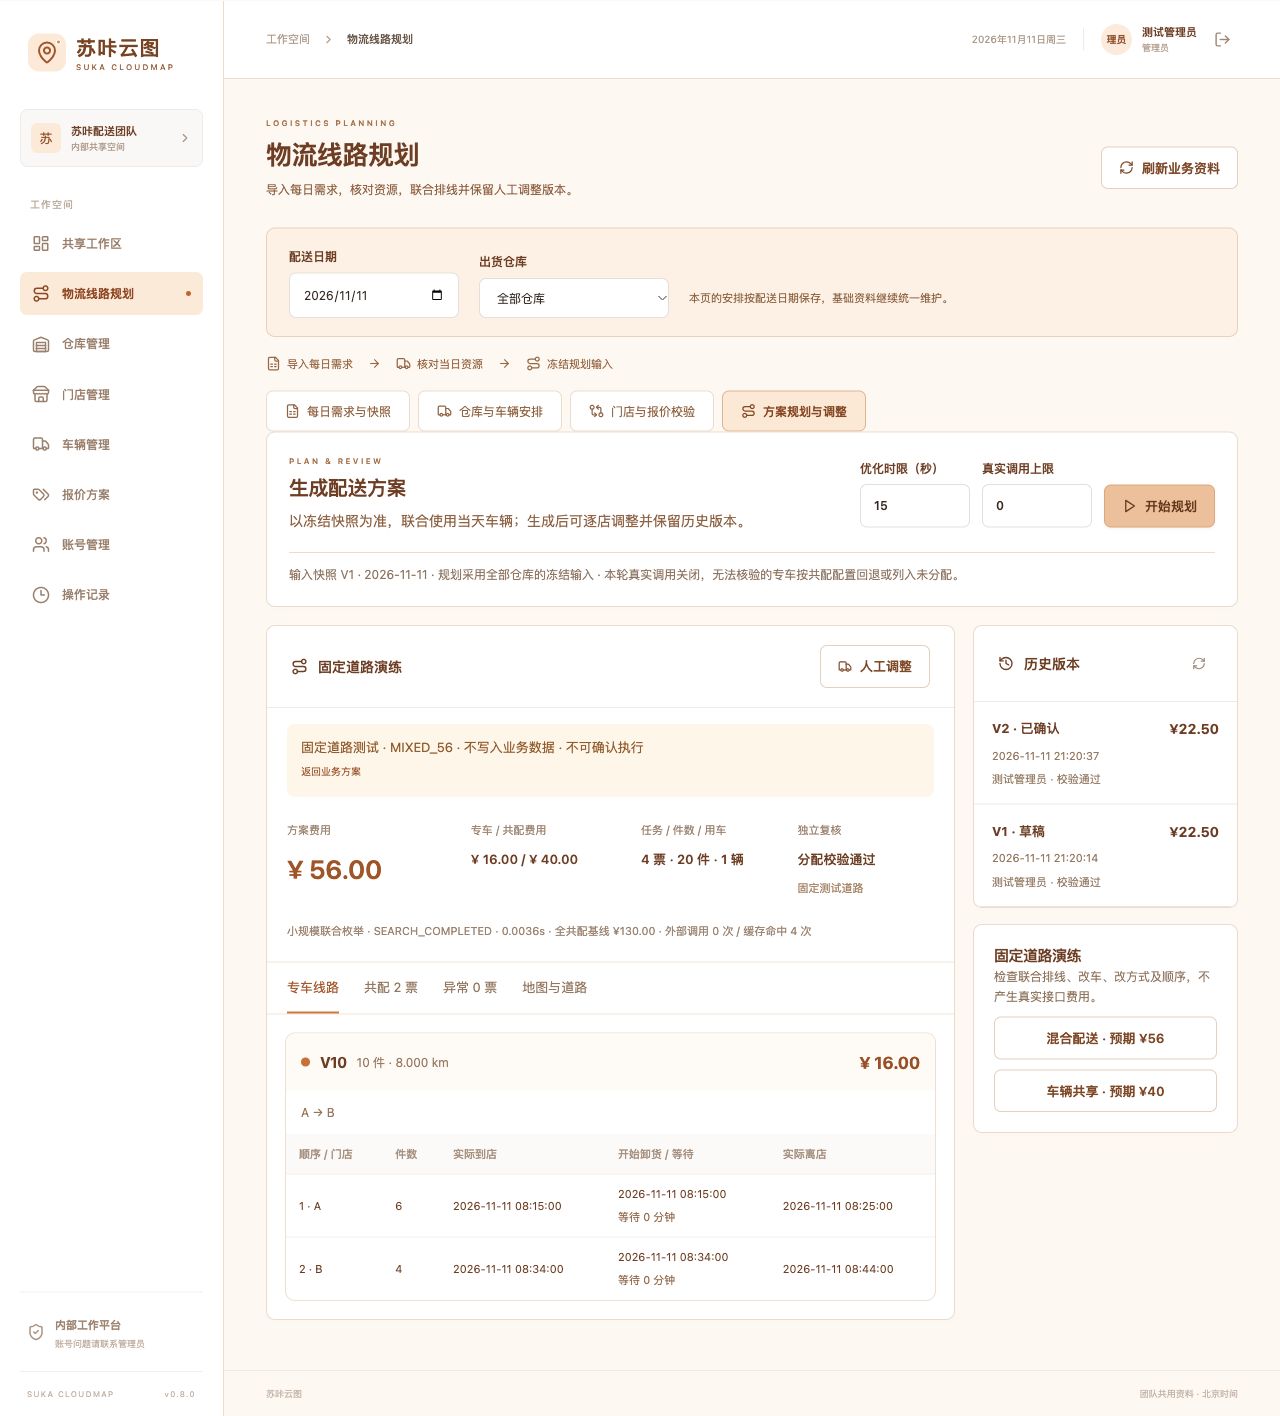 苏咔云图
SUKA CLOUDMAP
苏
苏咔配送团队
内部共享空间
工作空间
共享工作区
物流线路规划
仓库管理
门店管理
车辆管理
报价方案
账号管理
操作记录
内部工作平台
账号问题请联系管理员
SUKA CLOUDMAP v0.8.0
工作空间 > 物流线路规划
2026年11月11日周三
理员
测试管理员
管理员
LOGISTICS PLANNING
物流线路规划
导入每日需求，核对资源，联合排线并保留人工调整版本。
刷新业务资料
配送日期
2026/11/11
出货仓库
全部仓库
本页的安排按配送日期保存，基础资料继续统一维护。
导入每日需求 → 核对当日资源 → 冻结规划输入
每日需求与快照
仓库与车辆安排
门店与报价校验
方案规划与调整
PLAN & REVIEW
生成配送方案
以冻结快照为准，联合使用当天车辆；生成后可逐店调整并保留历史版本。
优化时限（秒）
15
真实调用上限
0
开始规划
输入快照 V1 · 2026-11-11 · 规划采用全部仓库的冻结输入 · 本轮真实调用关闭，无法核验的专车按共配配置回退或列入未分配。
固定道路演练
人工调整
固定道路测试 · MIXED_56 · 不写入业务数据 · 不可确认执行
返回业务方案
方案费用
¥ 56.00
专车 / 共配费用
¥ 16.00 / ¥ 40.00
任务 / 件数 / 用车
4 票 · 20 件 · 1 辆
独立复核
分配校验通过
固定测试道路
小规模联合枚举 · SEARCH_COMPLETED · 0.0036s · 全共配基线 ¥130.00 · 外部调用 0 次 / 缓存命中 4 次
专车线路 共配 2 票 异常 0 票 地图与道路
V10 10 件 · 8.000 km ¥ 16.00
A → B
顺序 / 门店 件数 实际到店 开始卸货 / 等待 实际离店
1 · A 6 2026-11-11 08:15:00 2026-11-11 08:15:00 2026-11-11 08:25:00
等待 0 分钟
2 · B 4 2026-11-11 08:34:00 2026-11-11 08:34:00 2026-11-11 08:44:00
等待 0 分钟
历史版本
V2 · 已确认 ¥22.50
2026-11-11 21:20:37
测试管理员 · 校验通过
V1 · 草稿 ¥22.50
2026-11-11 21:20:14
测试管理员 · 校验通过
固定道路演练
检查联合排线、改车、改方式及顺序，不
产生真实接口费用。
混合配送 · 预期 ¥56
车辆共享 · 预期 ¥40
苏咔云图
团队共用资料 · 北京时间